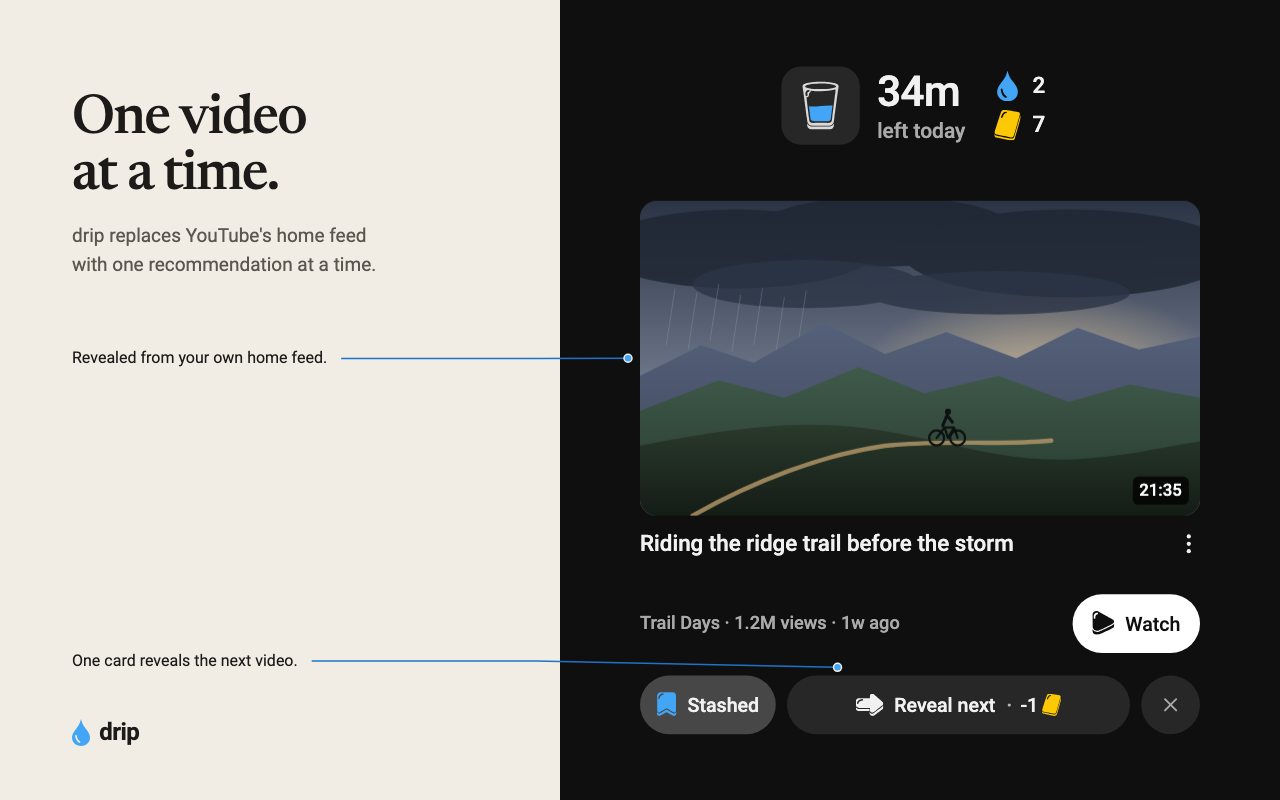 One video
at a time.
drip replaces YouTube's home feed
with one recommendation at a time.
Revealed from your own home feed.
One card reveals the next video.
drip
34m
left today
2
7
21:35
Riding the ridge trail before the storm
Trail Days · 1.2M views · 1w ago
Watch
Stashed
Reveal next · -1